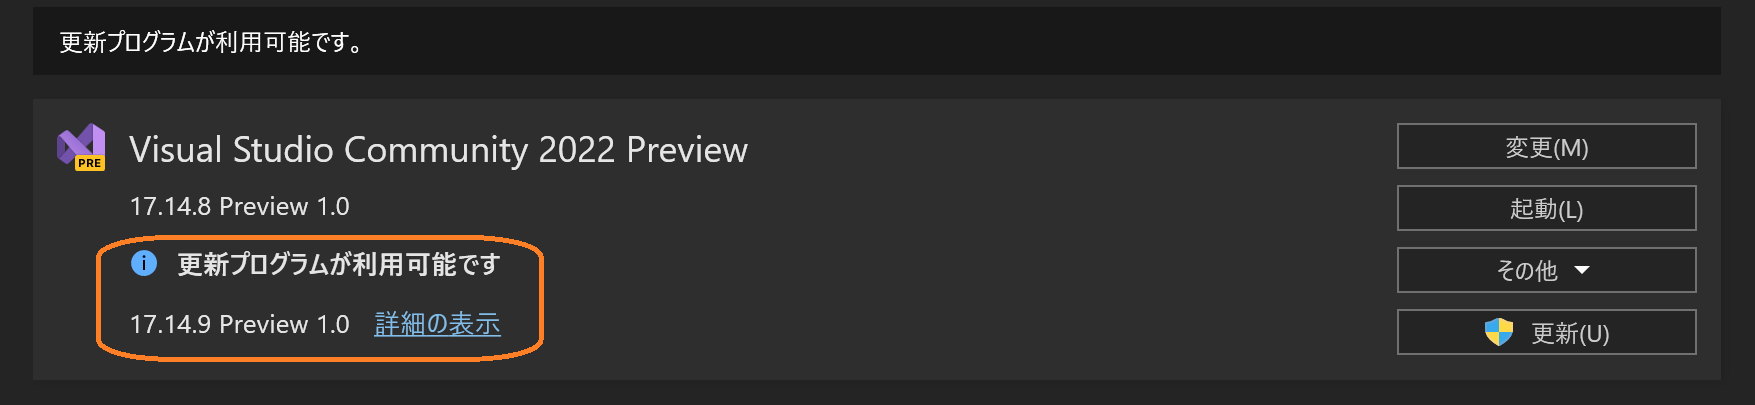 更新プログラムが利用可能です。
Visual Studio Community 2022 Preview
PRE
17.14.8 Preview 1.0
更新プログラムが利用可能です
17.14.9 Preview 1.0 詳細の表示
変更(M)
起動(L)
その他
更新(U)